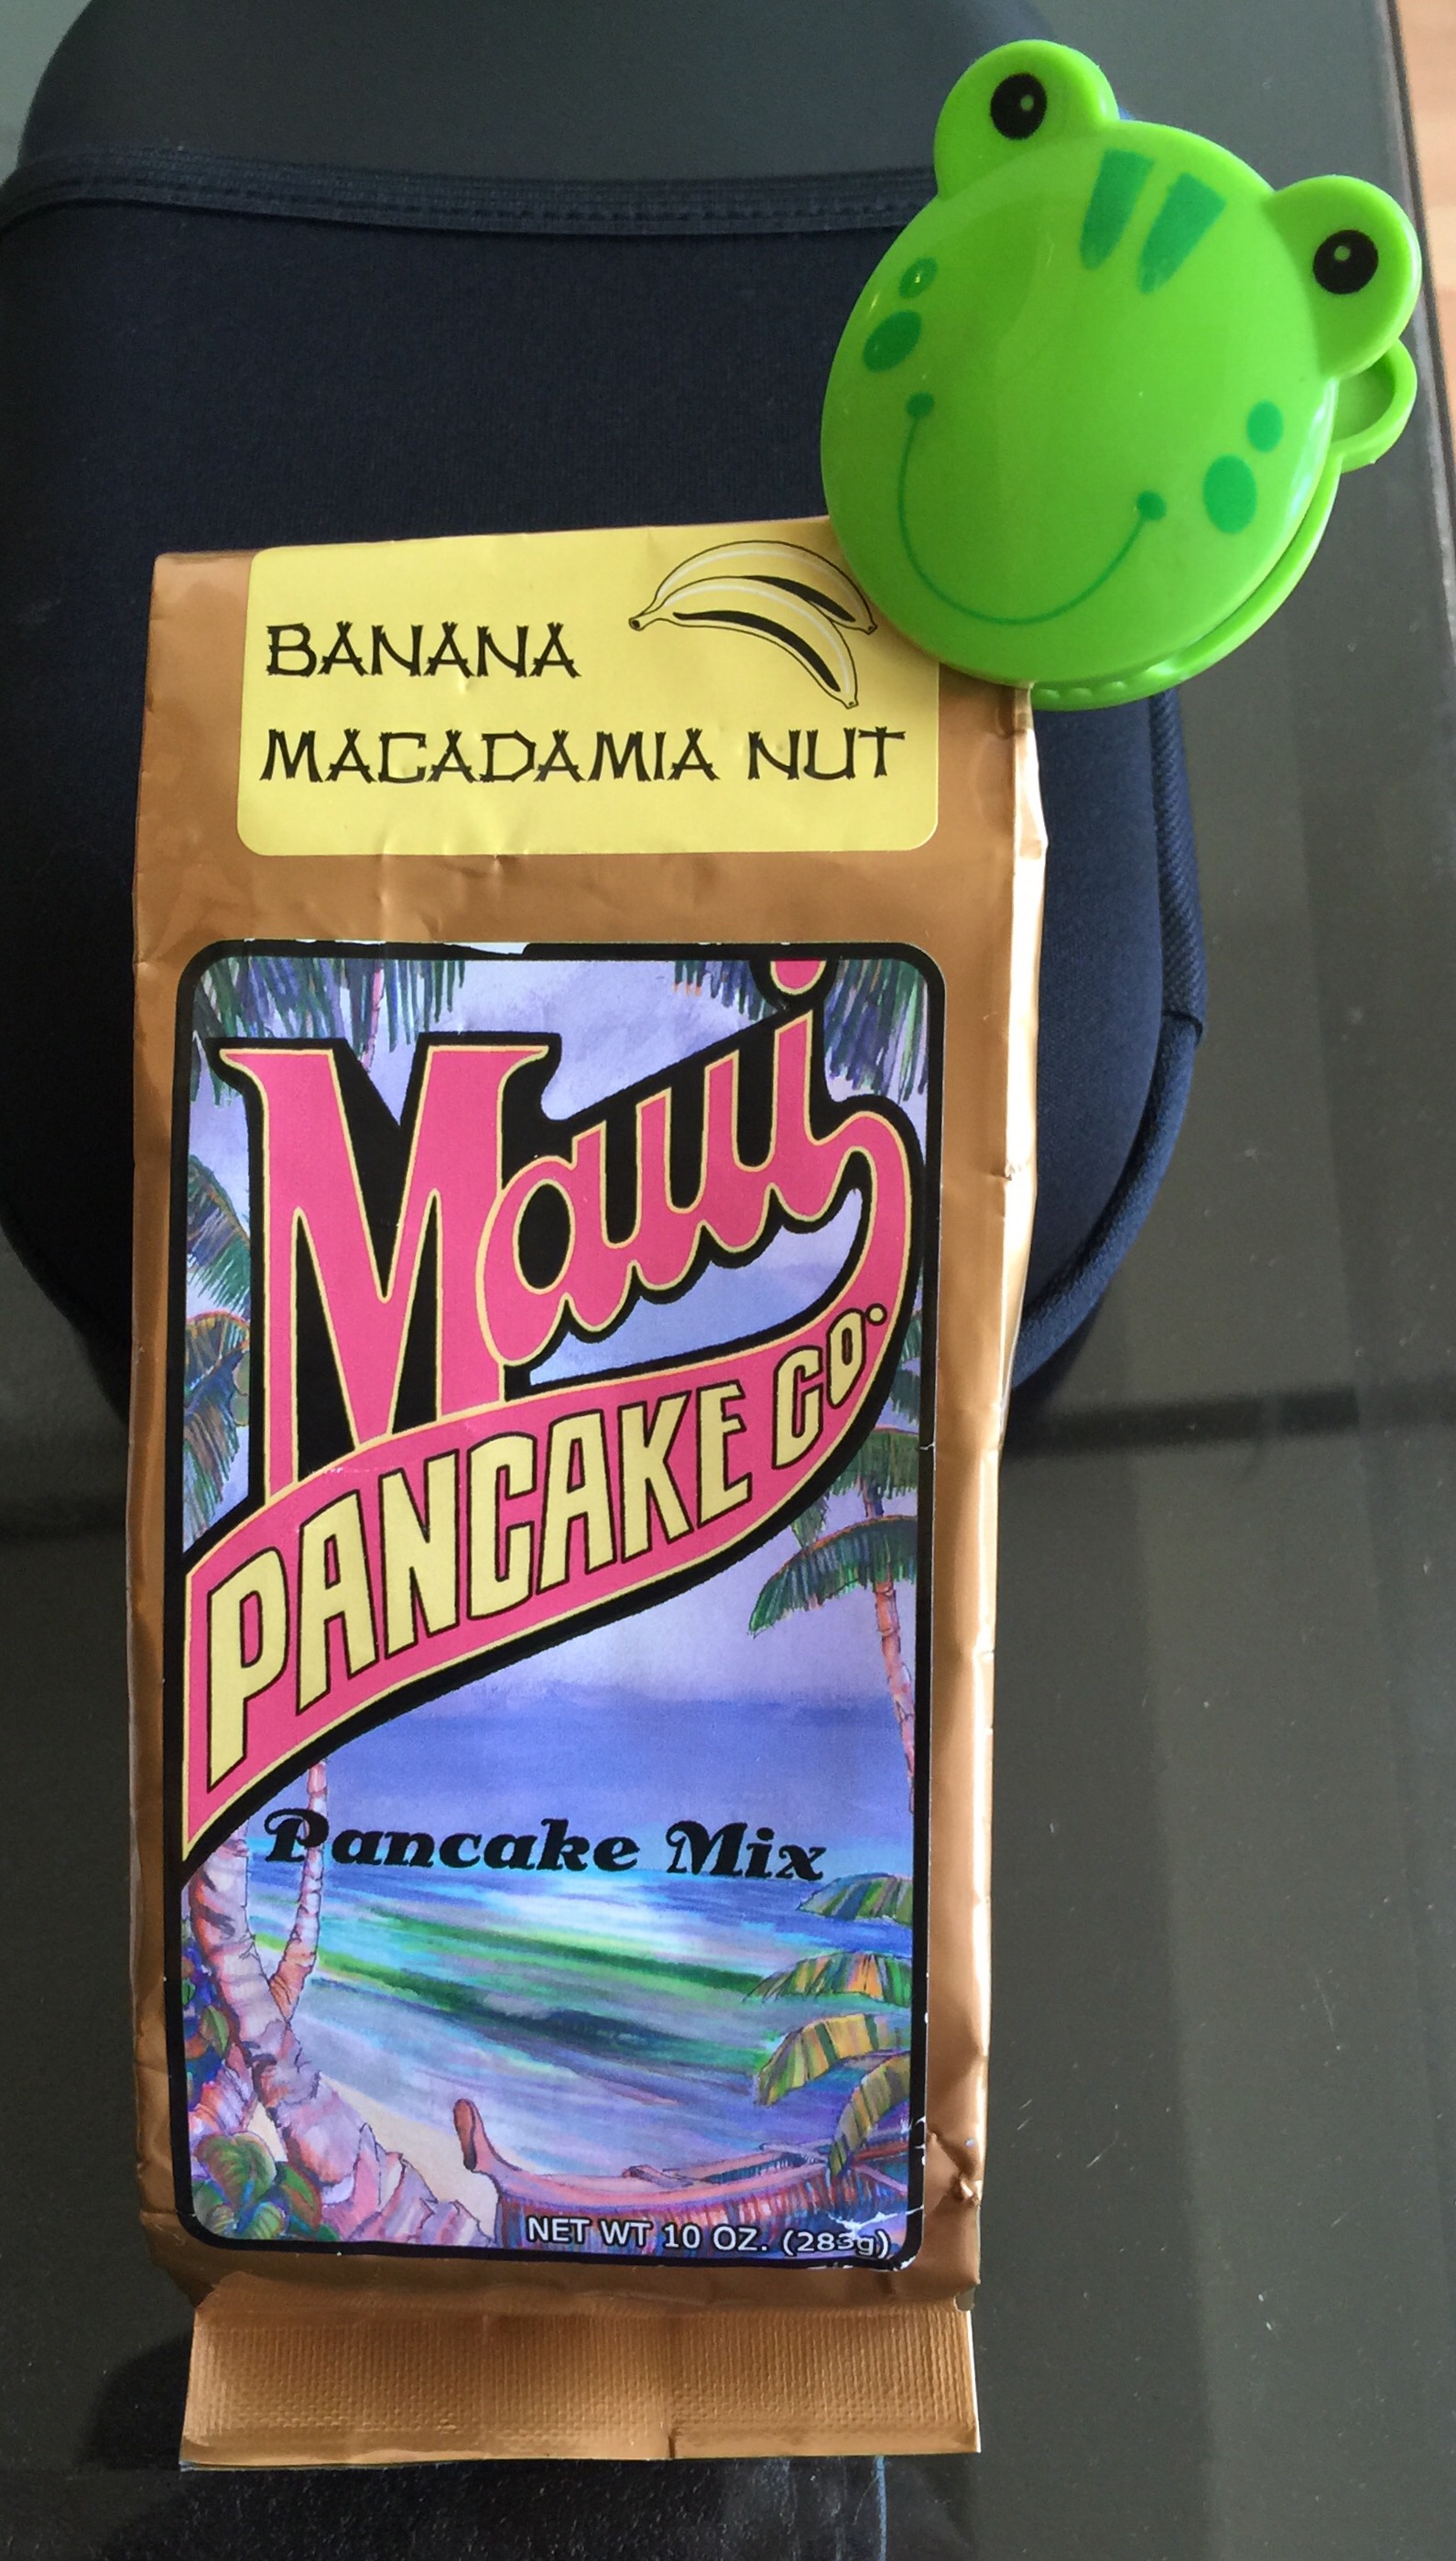 BANANA
MACADAMIA NUT
Maui
PANCAKE CO.
Pancake Mix
NET WT 10 OZ. (283g)